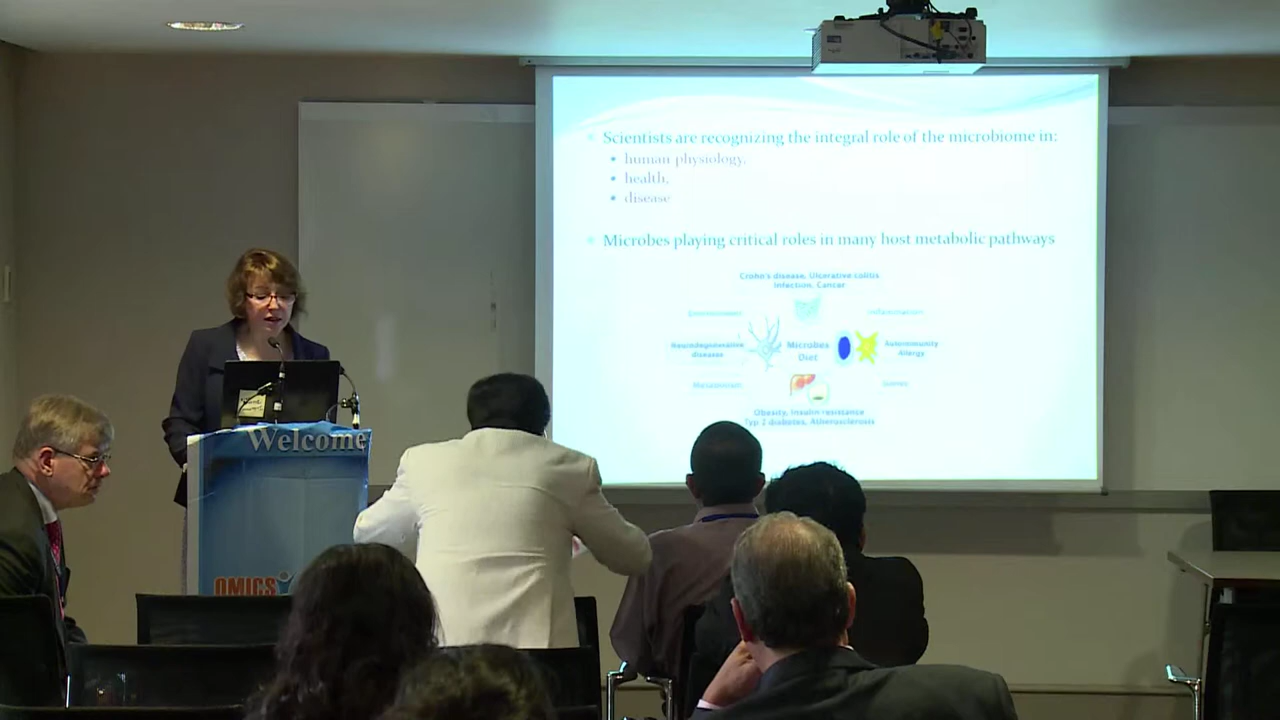 Scientists are recognizing the integral role of the microbiome in:
human physiology,
health,
disease
Microbes playing critical roles in many host metabolic pathways
Crohn's disease, Ulcerative colitis
Infection, Cancer
Neurodegenerative
diseases
Microbes
Diet
Autoimmunity
Allergy
Metabolism
Obesity, Insulin resistance
Typ 2 diabetes, Atherosclerosis
Welcome
OMICS